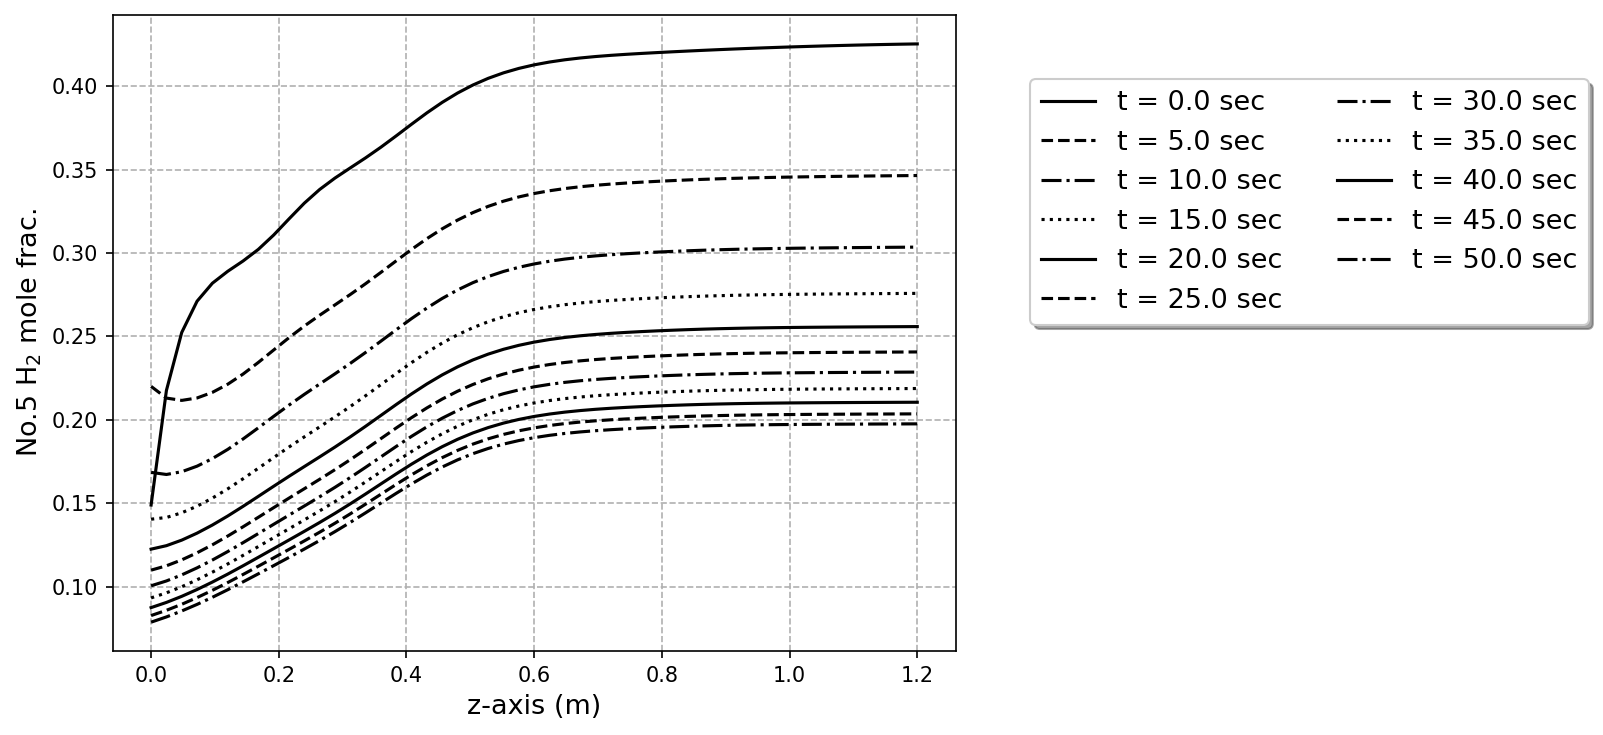 No.5 H₂ mole frac.
0.40
0.35
0.30
0.25
0.20
0.15
0.10
0.0 0.2 0.4 0.6 0.8 1.0 1.2
z-axis (m)
t = 0.0 sec
t = 5.0 sec
t = 10.0 sec
t = 15.0 sec
t = 20.0 sec
t = 25.0 sec
t = 30.0 sec
t = 35.0 sec
t = 40.0 sec
t = 45.0 sec
t = 50.0 sec